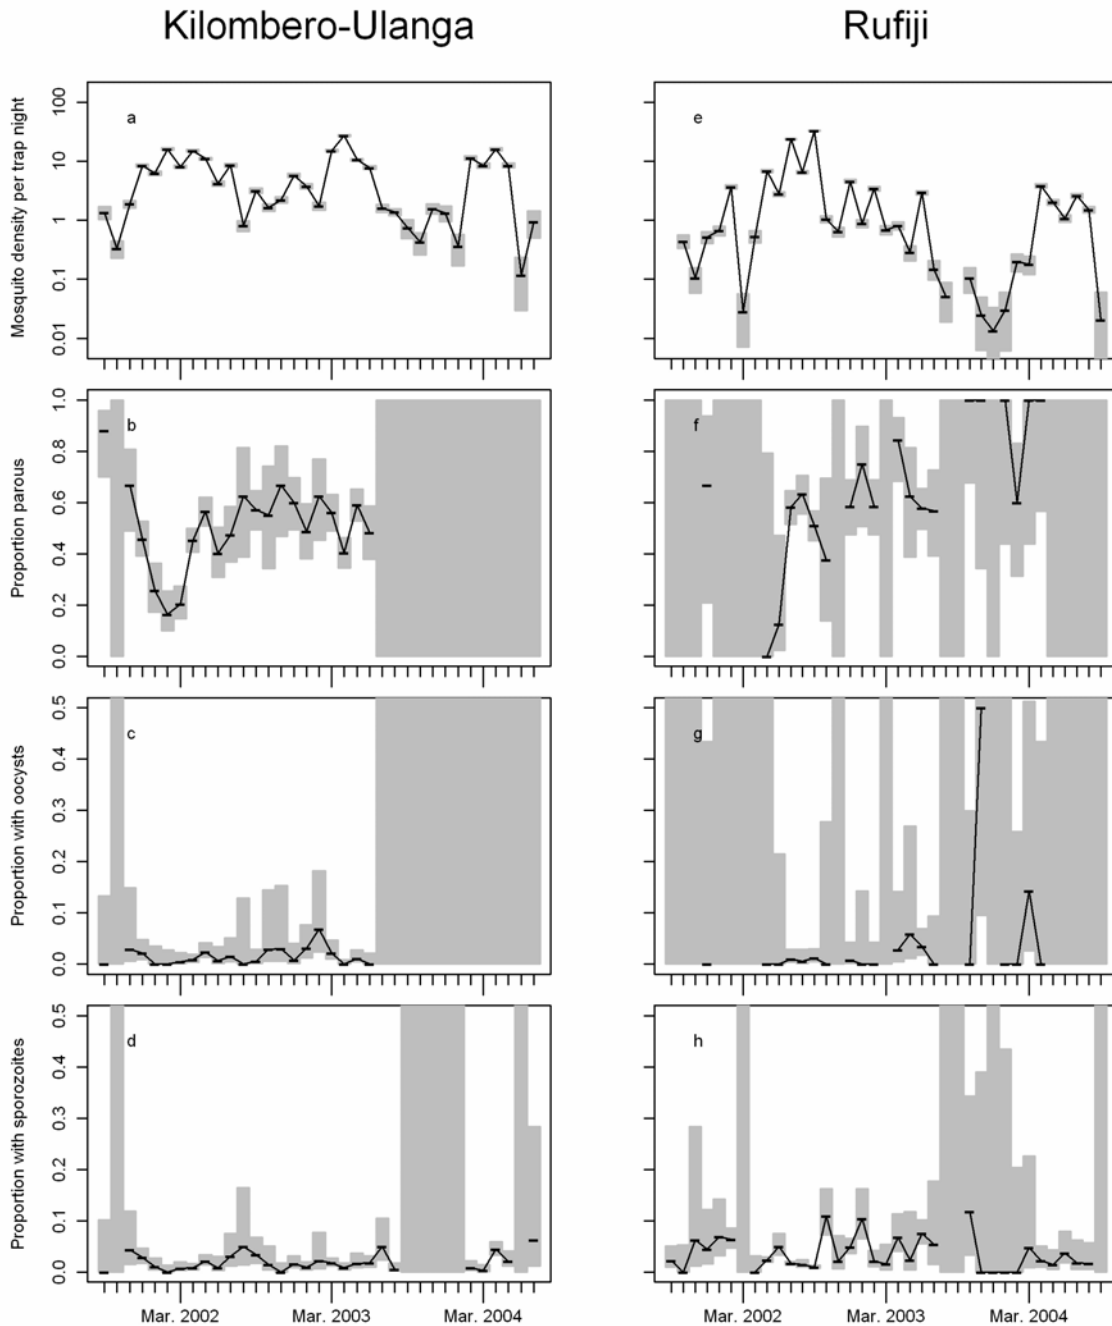 Kilombero-Ulanga
Rufiji
Mosquito density per trap night
100
10
1
0.1
0.01
a
e
Proportion parous
1.0
0.8
0.6
0.4
0.2
0.0
b
f
Proportion with oocysts
0.5
0.4
0.3
0.2
0.1
0.0
c
g
Proportion with sporozoites
0.5
0.4
0.3
0.2
0.1
0.0
d
h
Mar. 2002
Mar. 2003
Mar. 2004
Mar. 2002
Mar. 2003
Mar. 2004